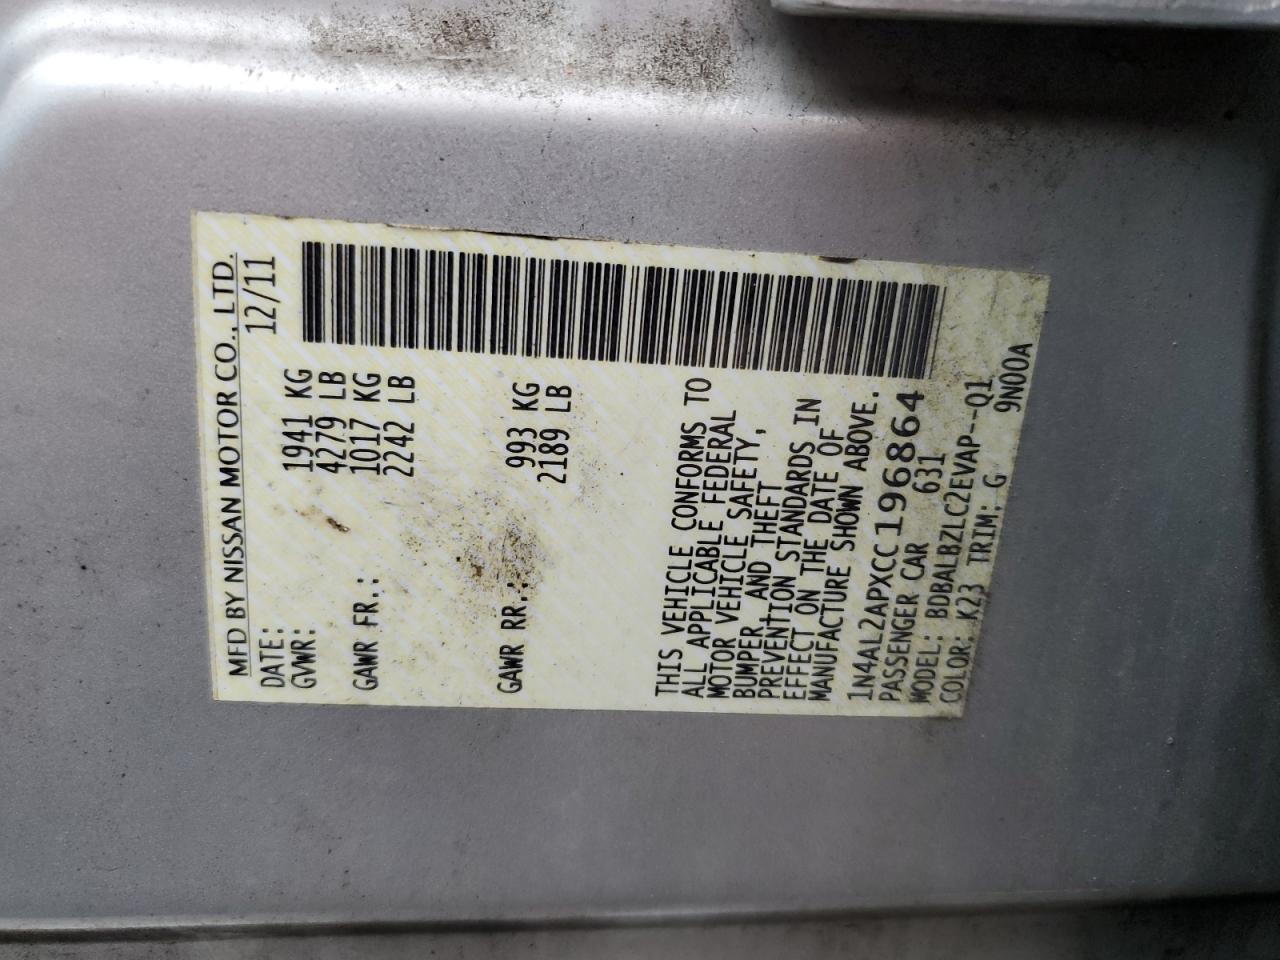 MFD BY NISSAN MOTOR CO., LTD.
DATE: 12/11
GVWR: 1941 KG
4279 LB
GAWR FR.: 1017 KG
2242 LB
GAWR RR.: 993 KG
2189 LB
THIS VEHICLE CONFORMS TO
ALL APPLICABLE FEDERAL
MOTOR VEHICLE SAFETY,
BUMPER, AND THEFT
PREVENTION STANDARDS IN
EFFECT ON THE DATE OF
MANUFACTURE SHOWN ABOVE.
1N4AL2APXCC196864
PASSENGER CAR 631
MODEL: BDBALBZLC2EVAP--Q1
COLOR: K23 TRIM: G 9N00A